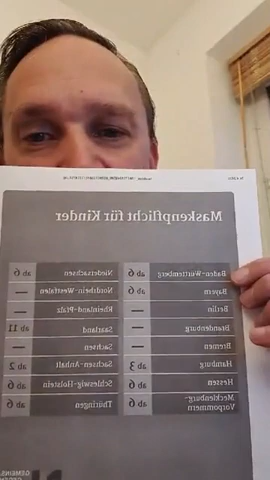 Maskenpflicht für Kinder
Baden-Württemberg ab 6 Niedersachsen ab 6
Bayern ab 6 Nordrhein-Westfalen —
Berlin — Rheinland-Pfalz —
Brandenburg — Saarland ab 11
Bremen — Sachsen —
Hamburg ab 3 Sachsen-Anhalt ab 2
Hessen ab 6 Schleswig-Holstein ab 6
Mecklenburg-
Vorpommern ab 6 Thüringen ab 6
GEMEINS